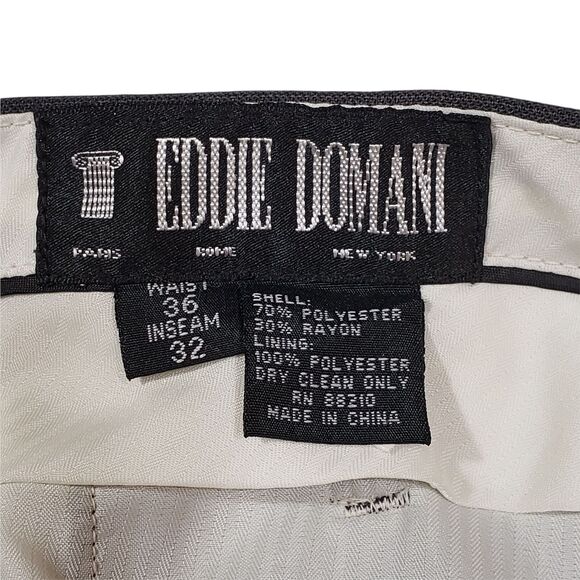 EDDIE DOMANI
PARIS ROME NEW YORK
WAIST
36
INSEAM
32
SHELL:
70% POLYESTER
30% RAYON
LINING:
100% POLYESTER
DRY CLEAN ONLY
RN 88210
MADE IN CHINA